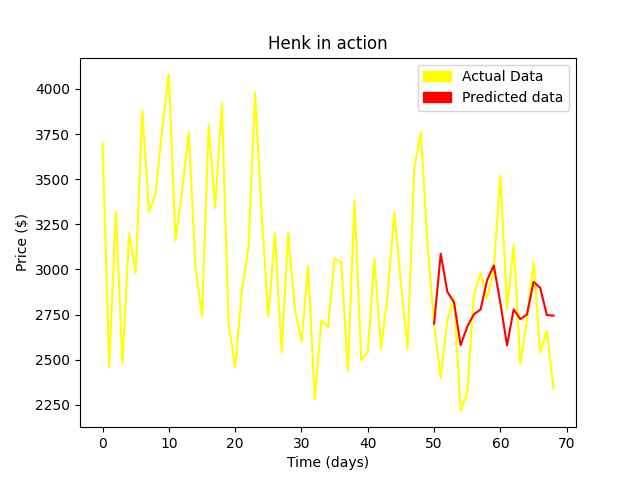 Henk in action
Actual Data
Predicted data
4000
3750
3500
3250
3000
2750
2500
2250
Price ($)
0 10 20 30 40 50 60 70
Time (days)